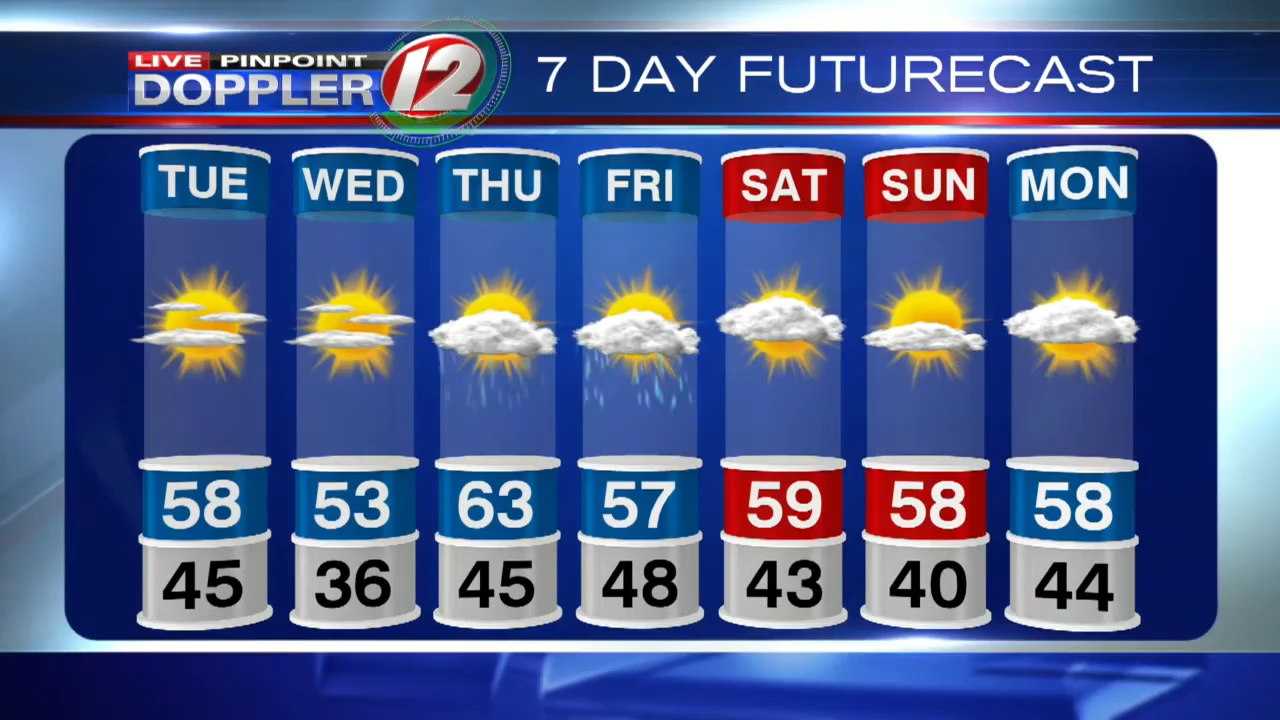 LIVE PINPOINT
DOPPLER 12
7 DAY FUTURECAST
TUE WED THU FRI SAT SUN MON
58 53 63 57 59 58 58
45 36 45 48 43 40 44